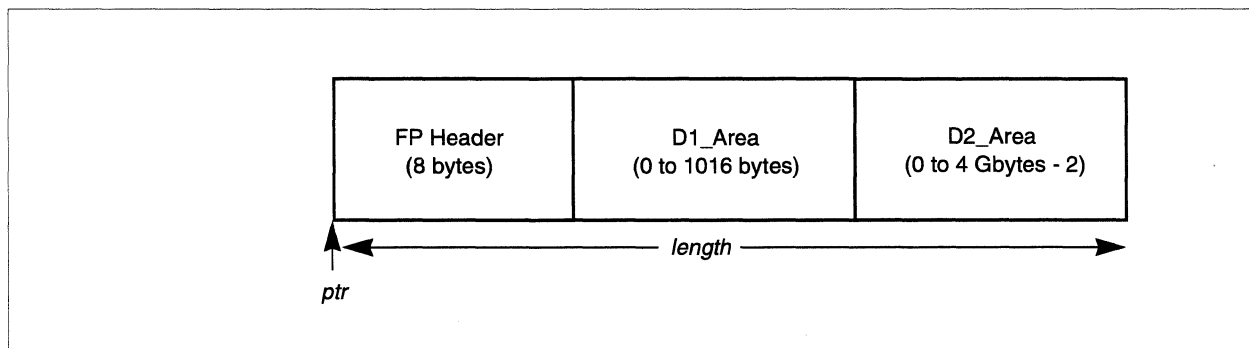 FP Header
(8 bytes)
D1_Area
(0 to 1016 bytes)
D2_Area
(0 to 4 Gbytes - 2)
length
ptr